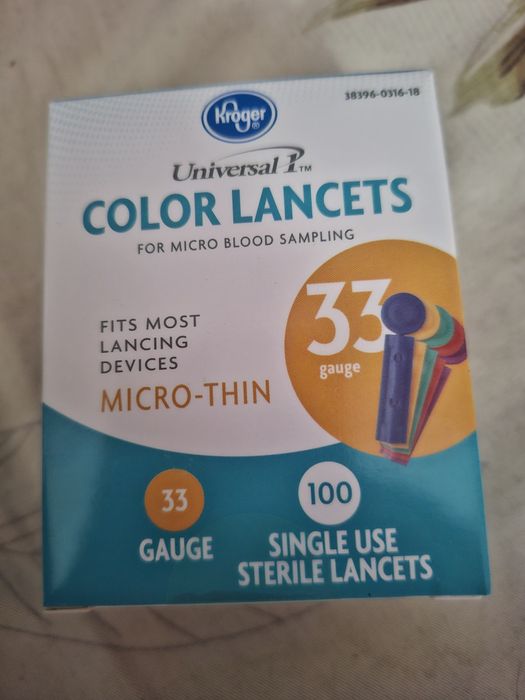 38396-0316-18
Kroger®
Universal 1™
COLOR LANCETS
FOR MICRO BLOOD SAMPLING
FITS MOST
LANCING
DEVICES
MICRO-THIN
33
gauge
33
GAUGE
100
SINGLE USE
STERILE LANCETS